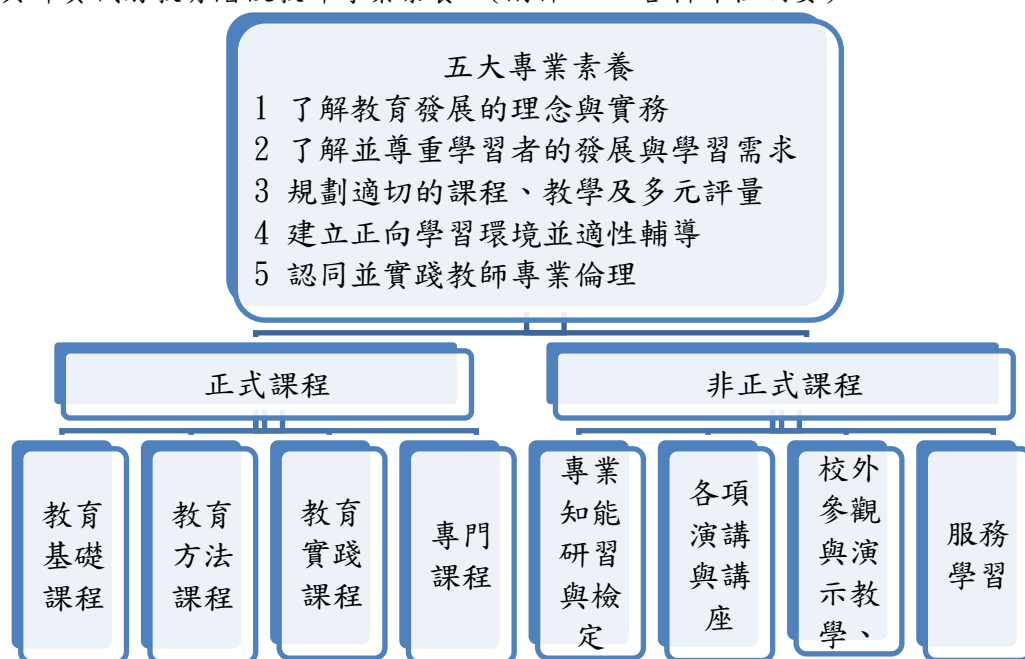 五大專業素養
1 了解教育發展的理念與實務
2 了解並尊重學習者的發展與學習需求
3 規劃適切的課程、教學及多元評量
4 建立正向學習環境並適性輔導
5 認同並實踐教師專業倫理
正式課程
非正式課程
教育
基礎
課程
教育
方法
課程
教育
實踐
課程
專門
課程
專業
知能
研習
與檢
定
各項
演講
與講
座
校外
參觀
與演
示教
學、
服務
學習